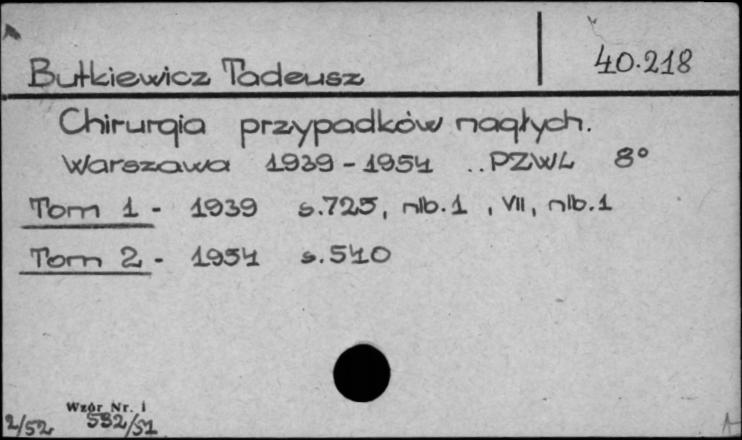 Butkiewicz Tadeusz 40.218
Chirurgia przypadków nagłych.
Warszawa 1939-1954 ..PZWL 8°
Tom 1 - 1939 s.725, nlb.1 , VII, nlb.1
Tom 2 - 1954 s.540
Wzór Nr. 1
2/52 532/51